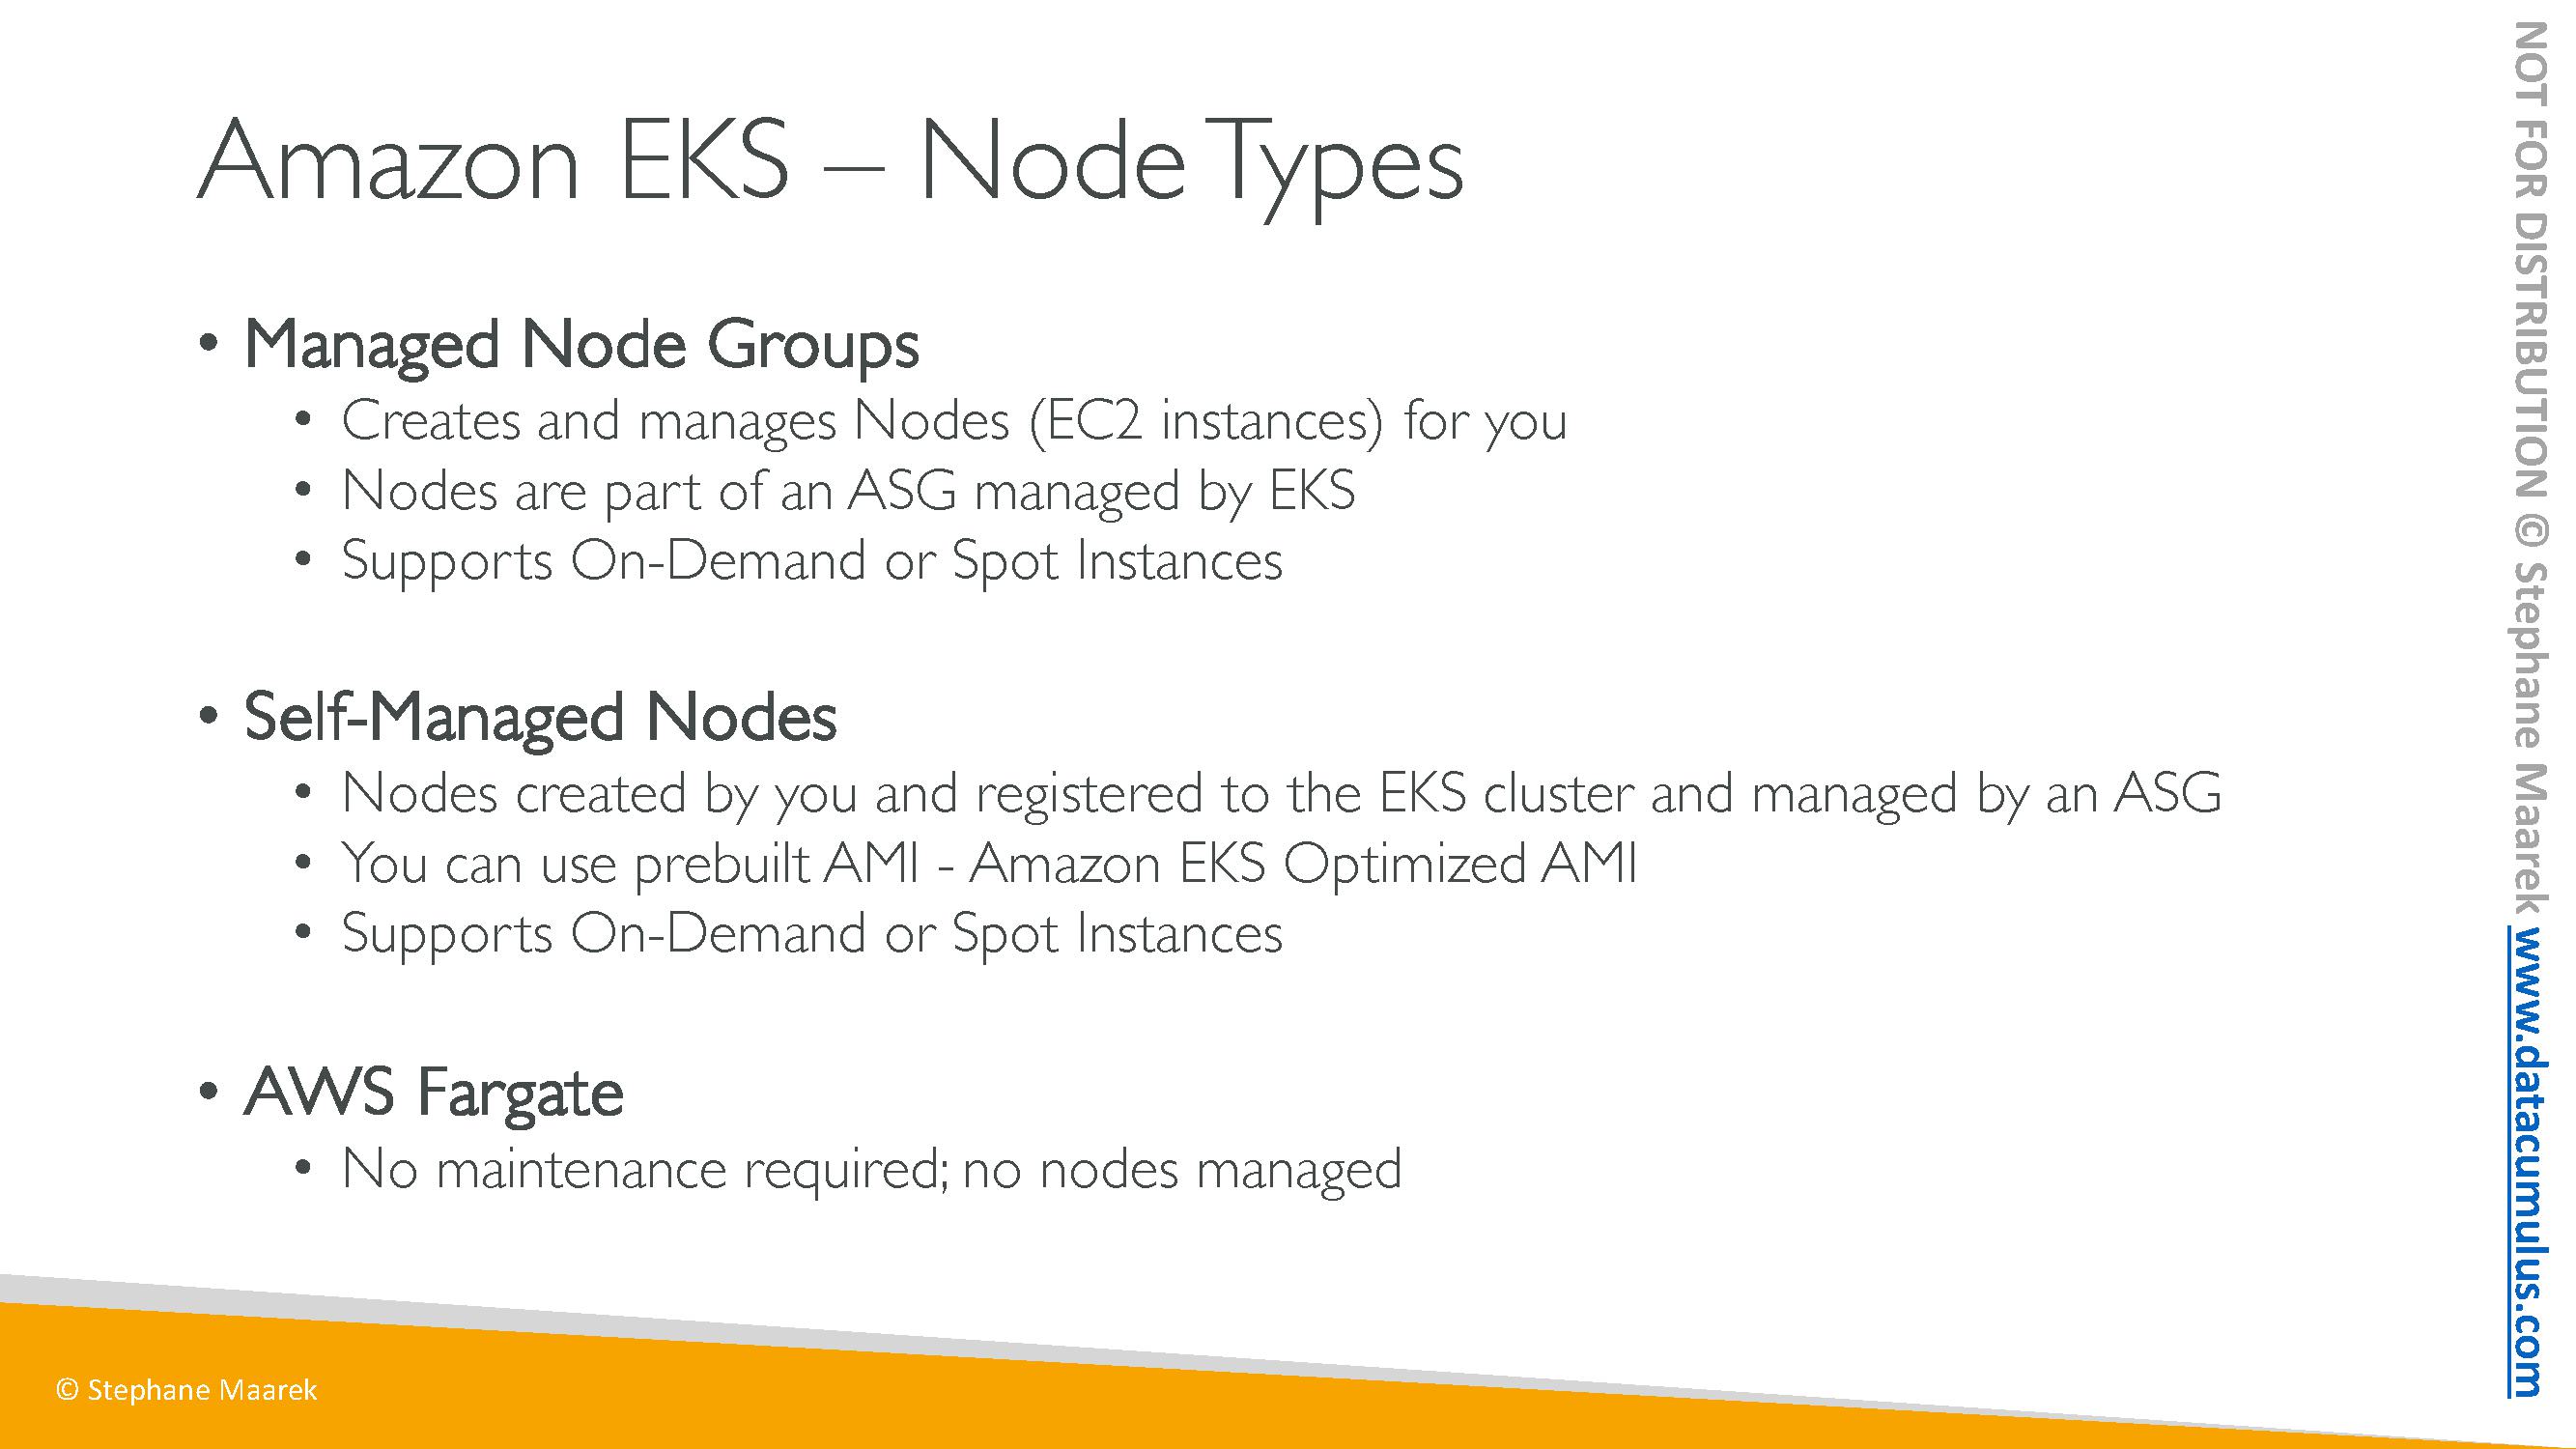 Amazon EKS – Node Types
• Managed Node Groups
• Creates and manages Nodes (EC2 instances) for you
• Nodes are part of an ASG managed by EKS
• Supports On-Demand or Spot Instances
• Self-Managed Nodes
• Nodes created by you and registered to the EKS cluster and managed by an ASG
• You can use prebuilt AMI - Amazon EKS Optimized AMI
• Supports On-Demand or Spot Instances
• AWS Fargate
• No maintenance required; no nodes managed
© Stephane Maarek
NOT FOR DISTRIBUTION © Stephane Maarek www.datacumulus.com